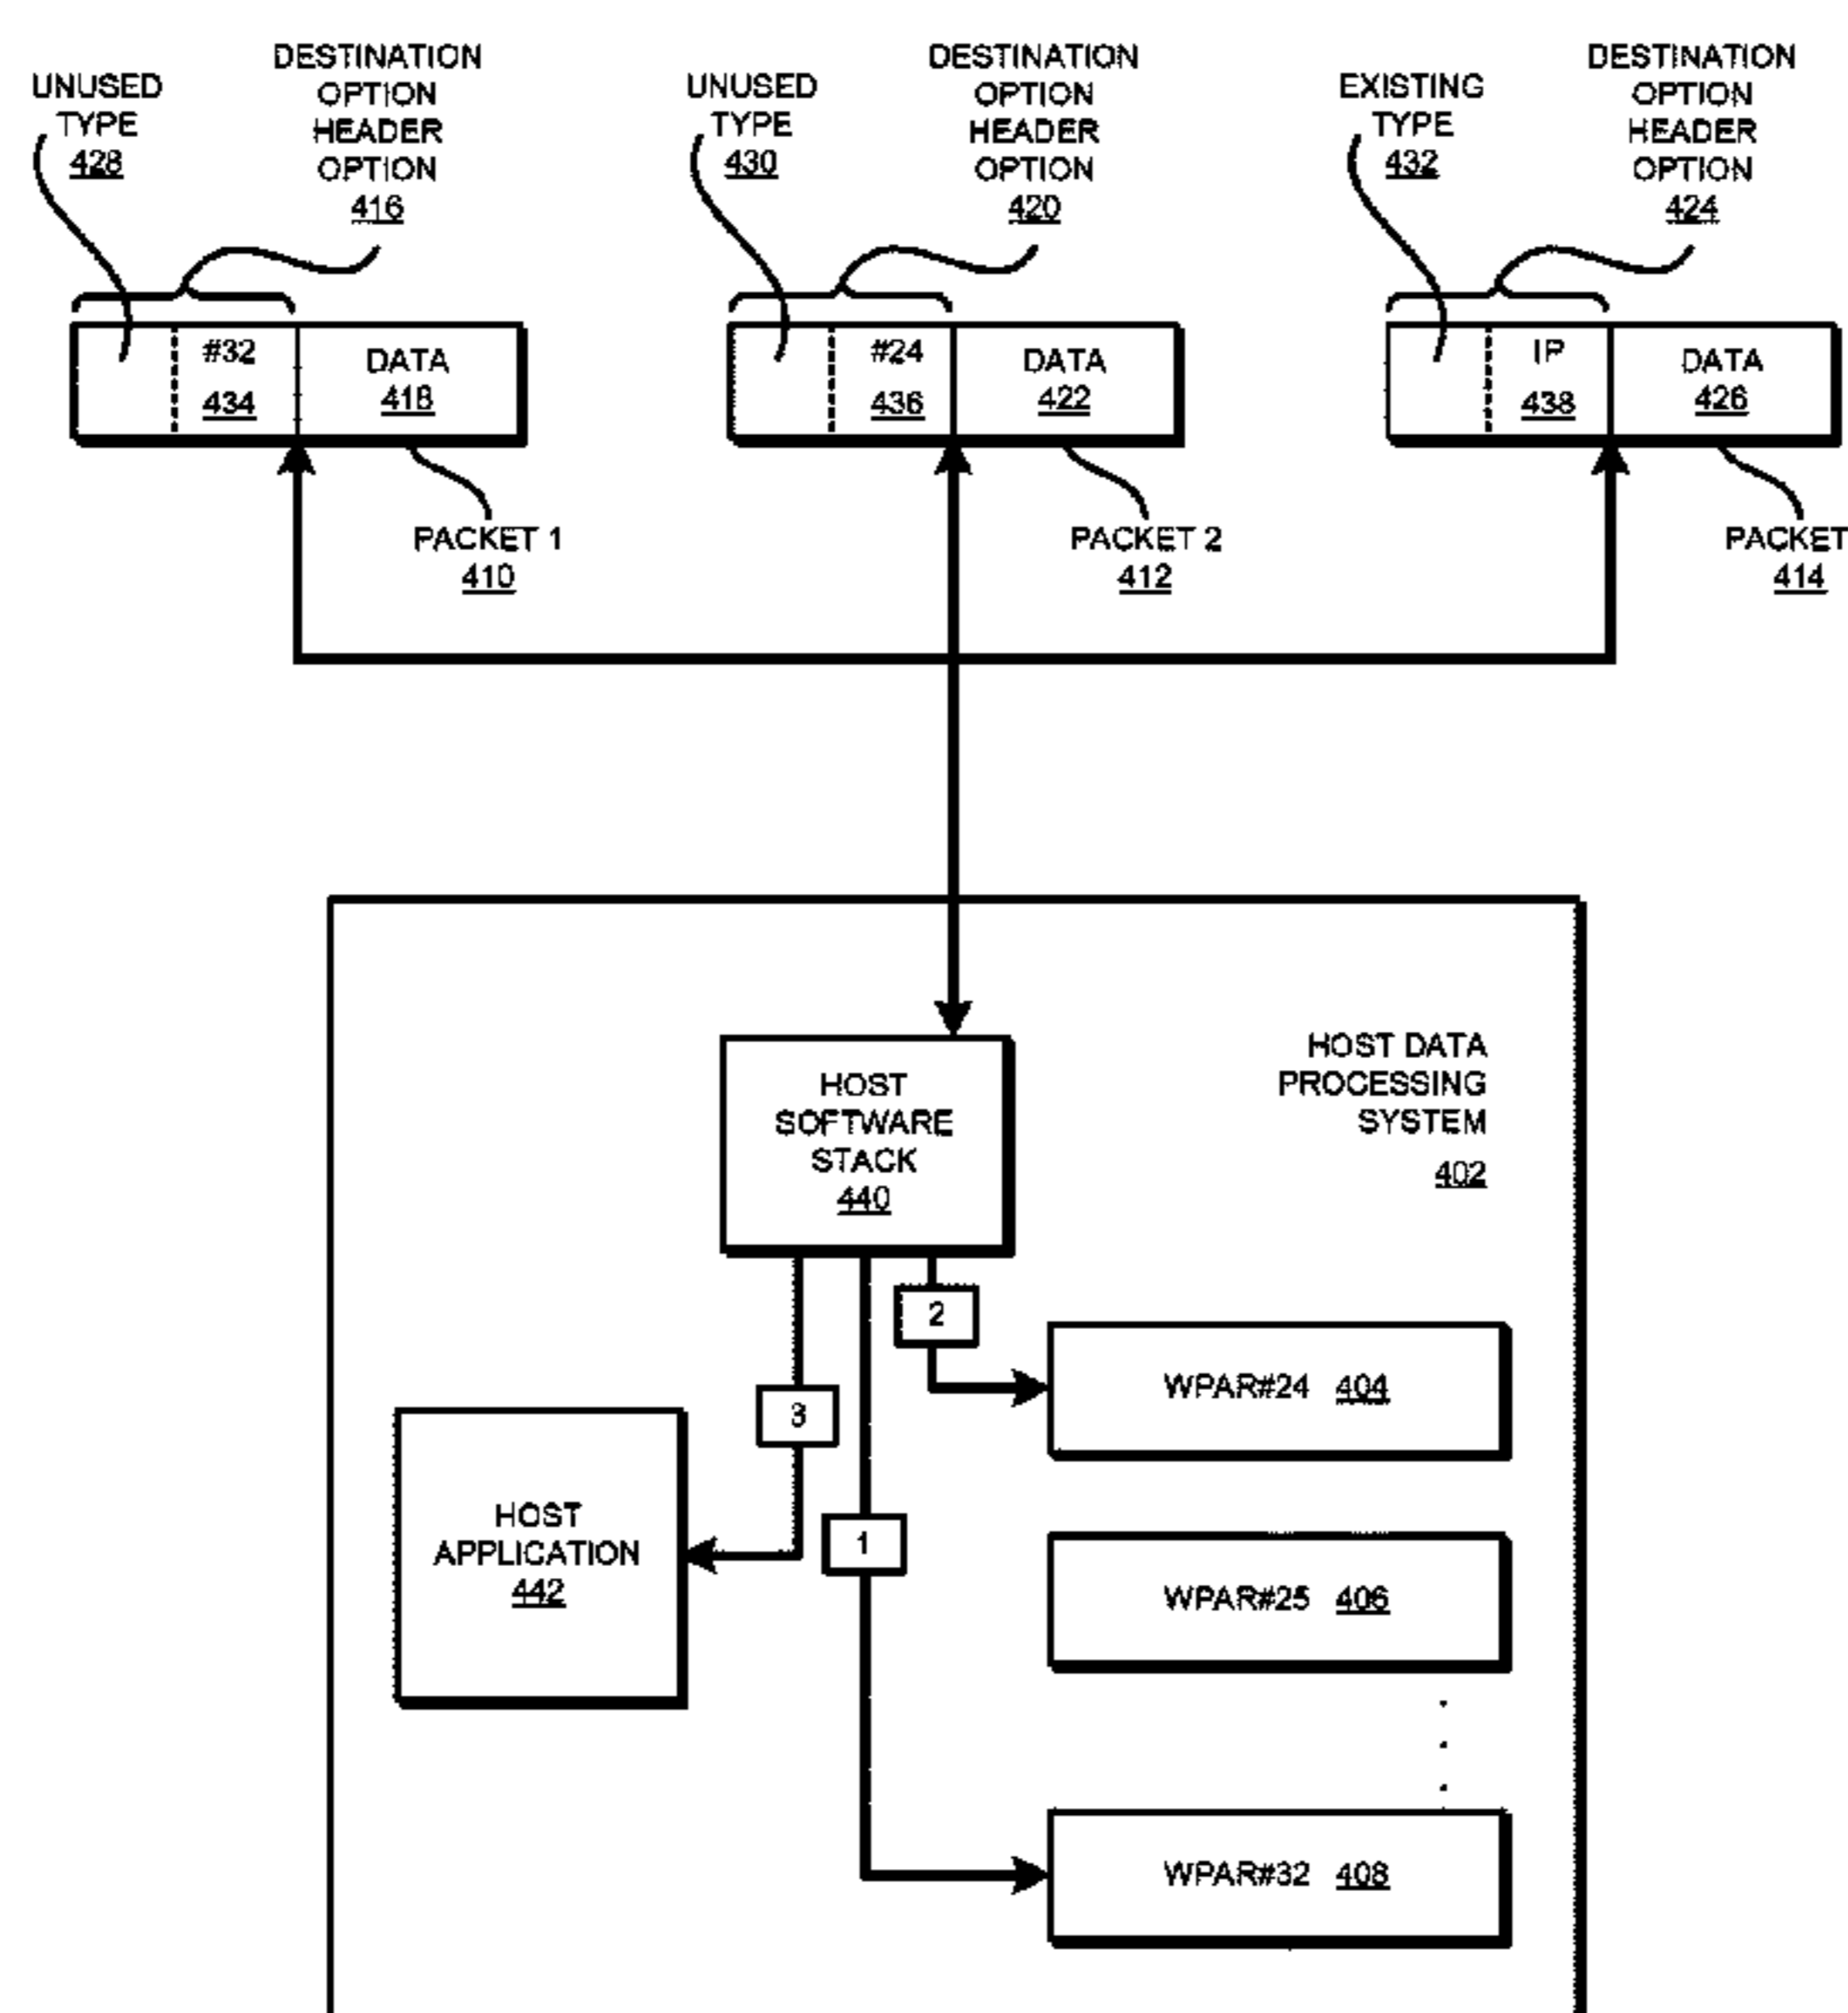 UNUSED
TYPE
428
DESTINATION
OPTION
HEADER
OPTION
416
UNUSED
TYPE
430
DESTINATION
OPTION
HEADER
OPTION
420
EXISTING
TYPE
432
DESTINATION
OPTION
HEADER
OPTION
424
#32
434
DATA
418
#24
436
DATA
422
IP
438
DATA
426
PACKET 1
410
PACKET 2
412
PACKET
414
HOST DATA
PROCESSING
SYSTEM
402
HOST
SOFTWARE
STACK
440
2
3
1
WPAR#24 404
HOST
APPLICATION
442
WPAR#25 406
WPAR#32 408